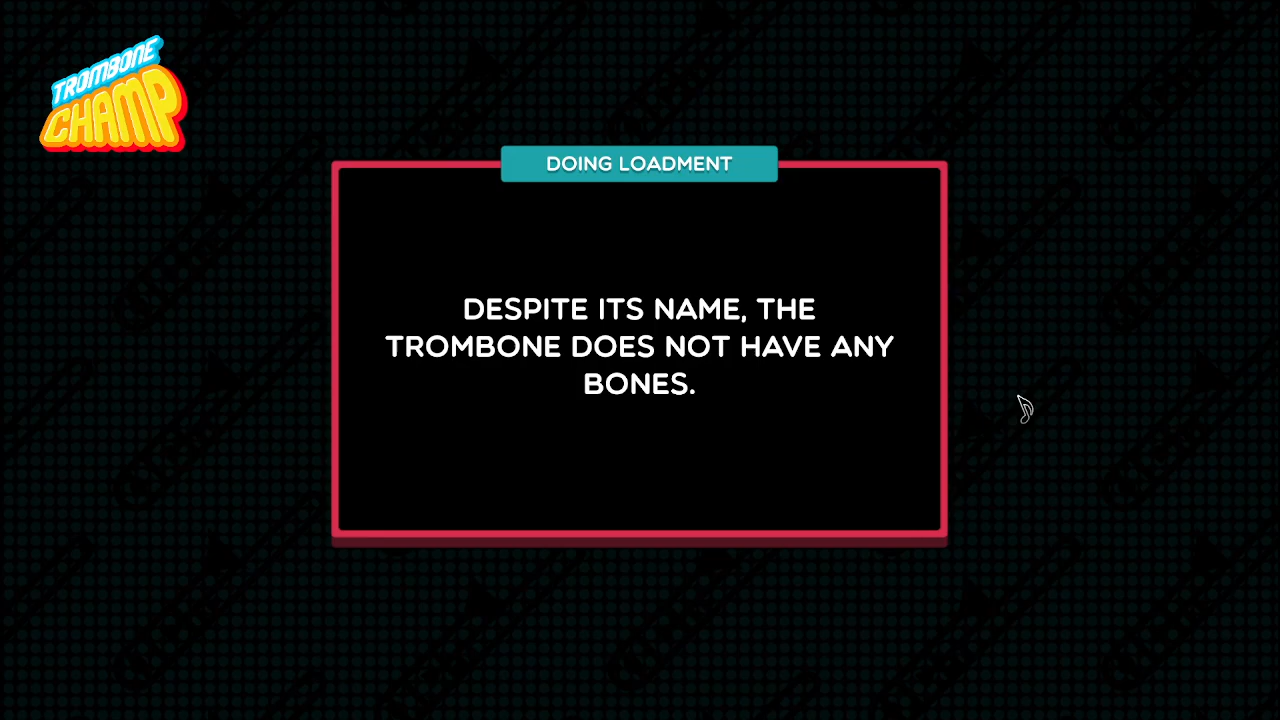 TROMBONE
CHAMP
DOING LOADMENT
DESPITE ITS NAME, THE
TROMBONE DOES NOT HAVE ANY
BONES.